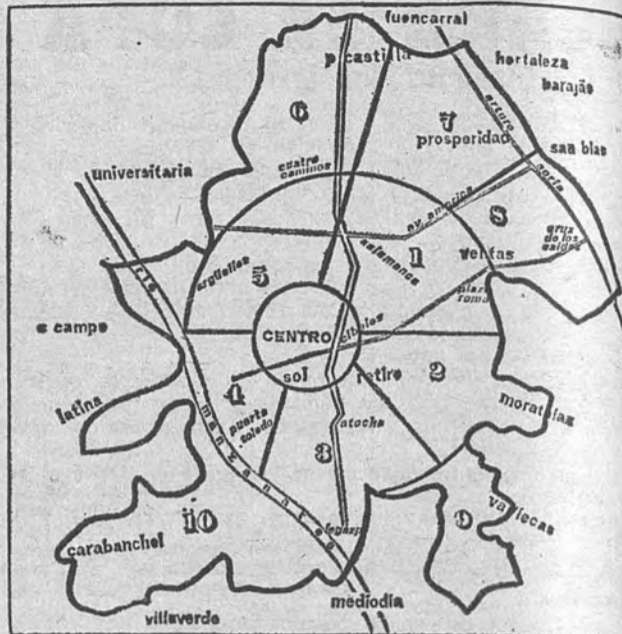 fuencarral
p castilla
hortaleza
barajas
6
7
arturo
soria
prosperidad
san blas
cuatro
caminos
universitaria
av. america
8
cruz
de los
caidos
salamanca
1
ventas
argüelles
5
plaza
roma
rio
manzanares
c campo
CENTRO
cibeles
sol
retiro
2
4
latina
puerta
toledo
moratalaz
atocha
3
vallecas
9
10
legazpi
carabanchel
mediodia
villaverde